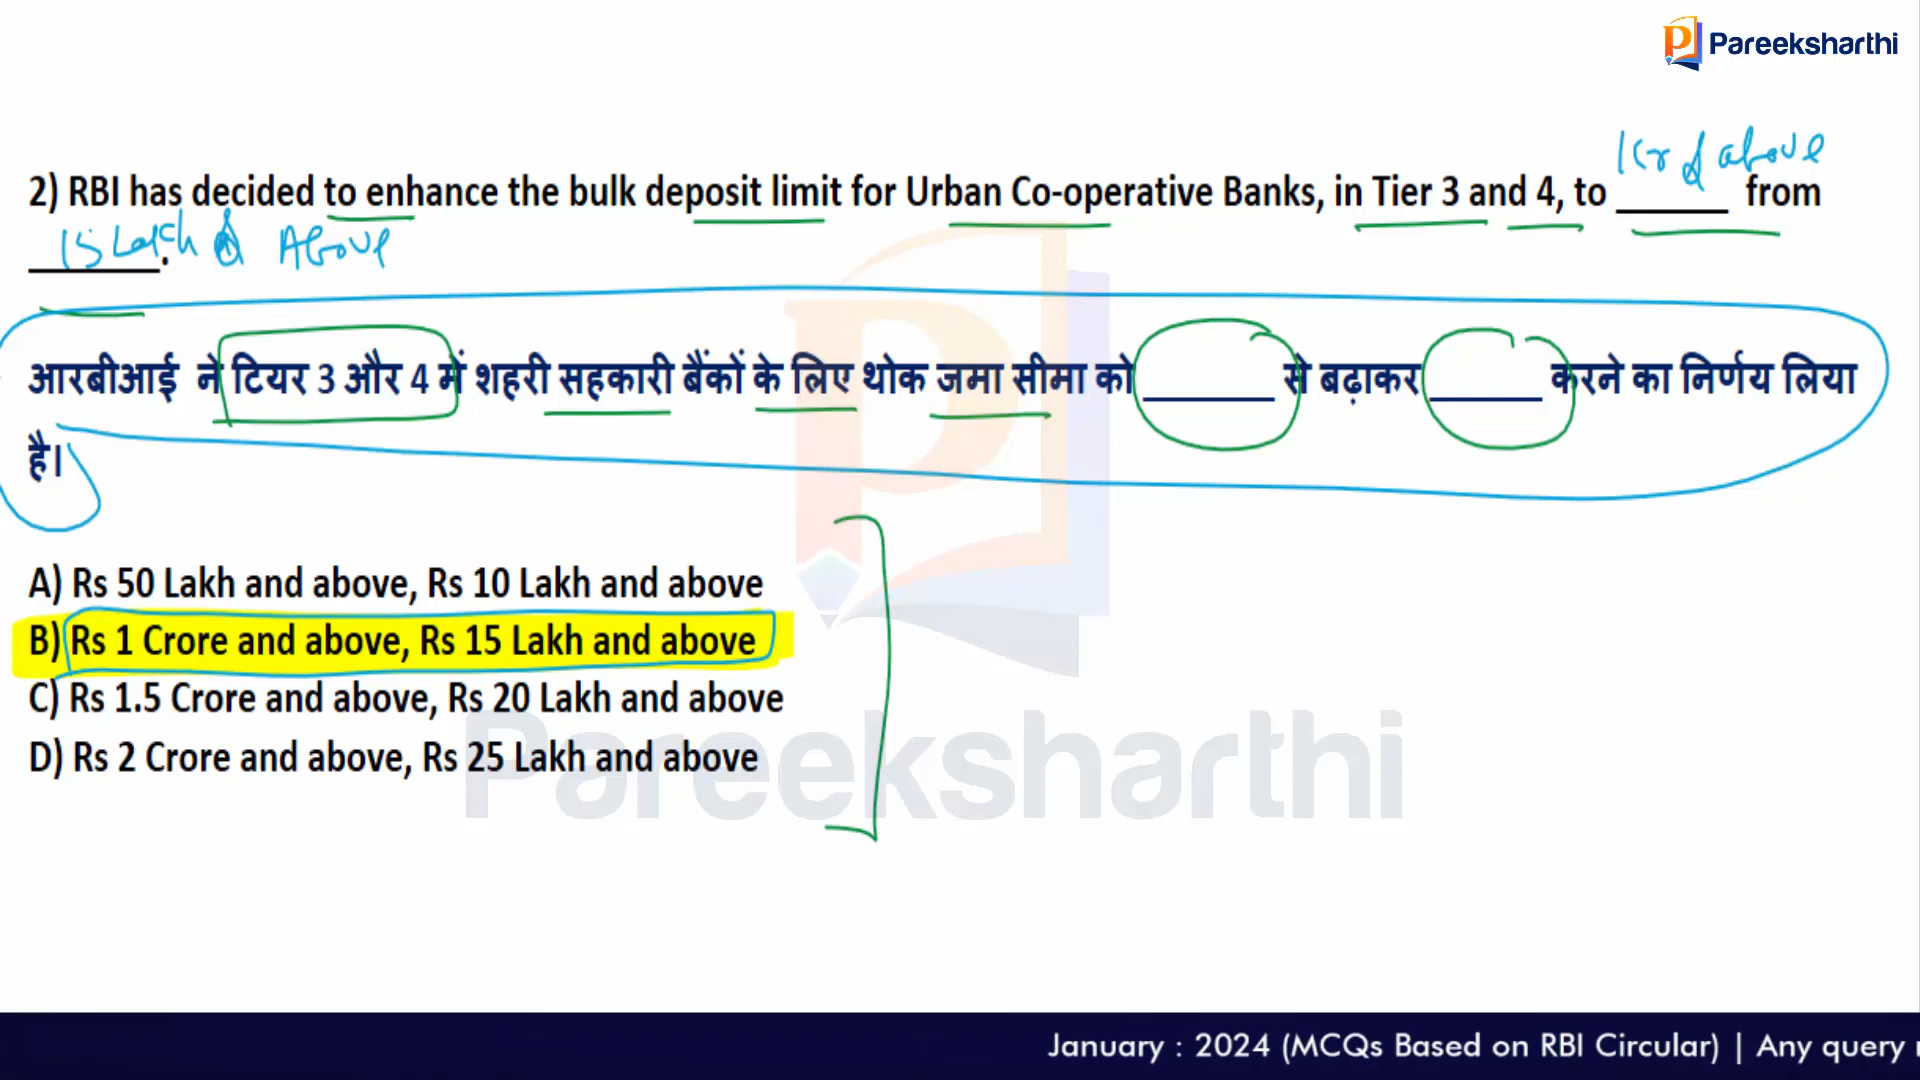 Pareeksharthi
1Cr & above
2) RBI has decided to enhance the bulk deposit limit for Urban Co-operative Banks, in Tier 3 and 4, to ______ from
15 Lakh & Above
_______.
आरबीआई ने टियर 3 और 4 में शहरी सहकारी बैंकों के लिए थोक जमा सीमा को _______ से बढ़ाकर ______ करने का निर्णय लिया
है।
A) Rs 50 Lakh and above, Rs 10 Lakh and above
B) Rs 1 Crore and above, Rs 15 Lakh and above
C) Rs 1.5 Crore and above, Rs 20 Lakh and above
D) Rs 2 Crore and above, Rs 25 Lakh and above
Pareeksharthi
January : 2024 (MCQs Based on RBI Circular) | Any query